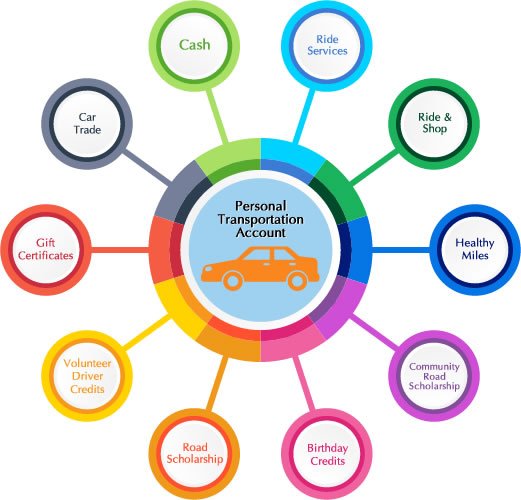 Cash
Ride
Services
Car
Trade
Ride &
Shop
Personal
Transportation
Account
Gift
Certificates
Healthy
Miles
Volunteer
Driver
Credits
Community
Road
Scholarship
Road
Scholarship
Birthday
Credits